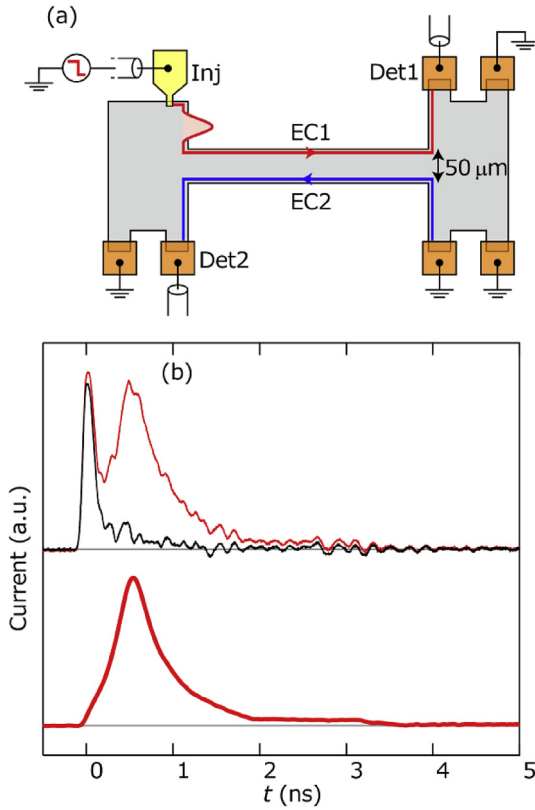 (a)
Inj
Det1
EC1
50 μm
EC2
Det2
(b)
Current (a.u.)
0 1 2 3 4 5
t (ns)